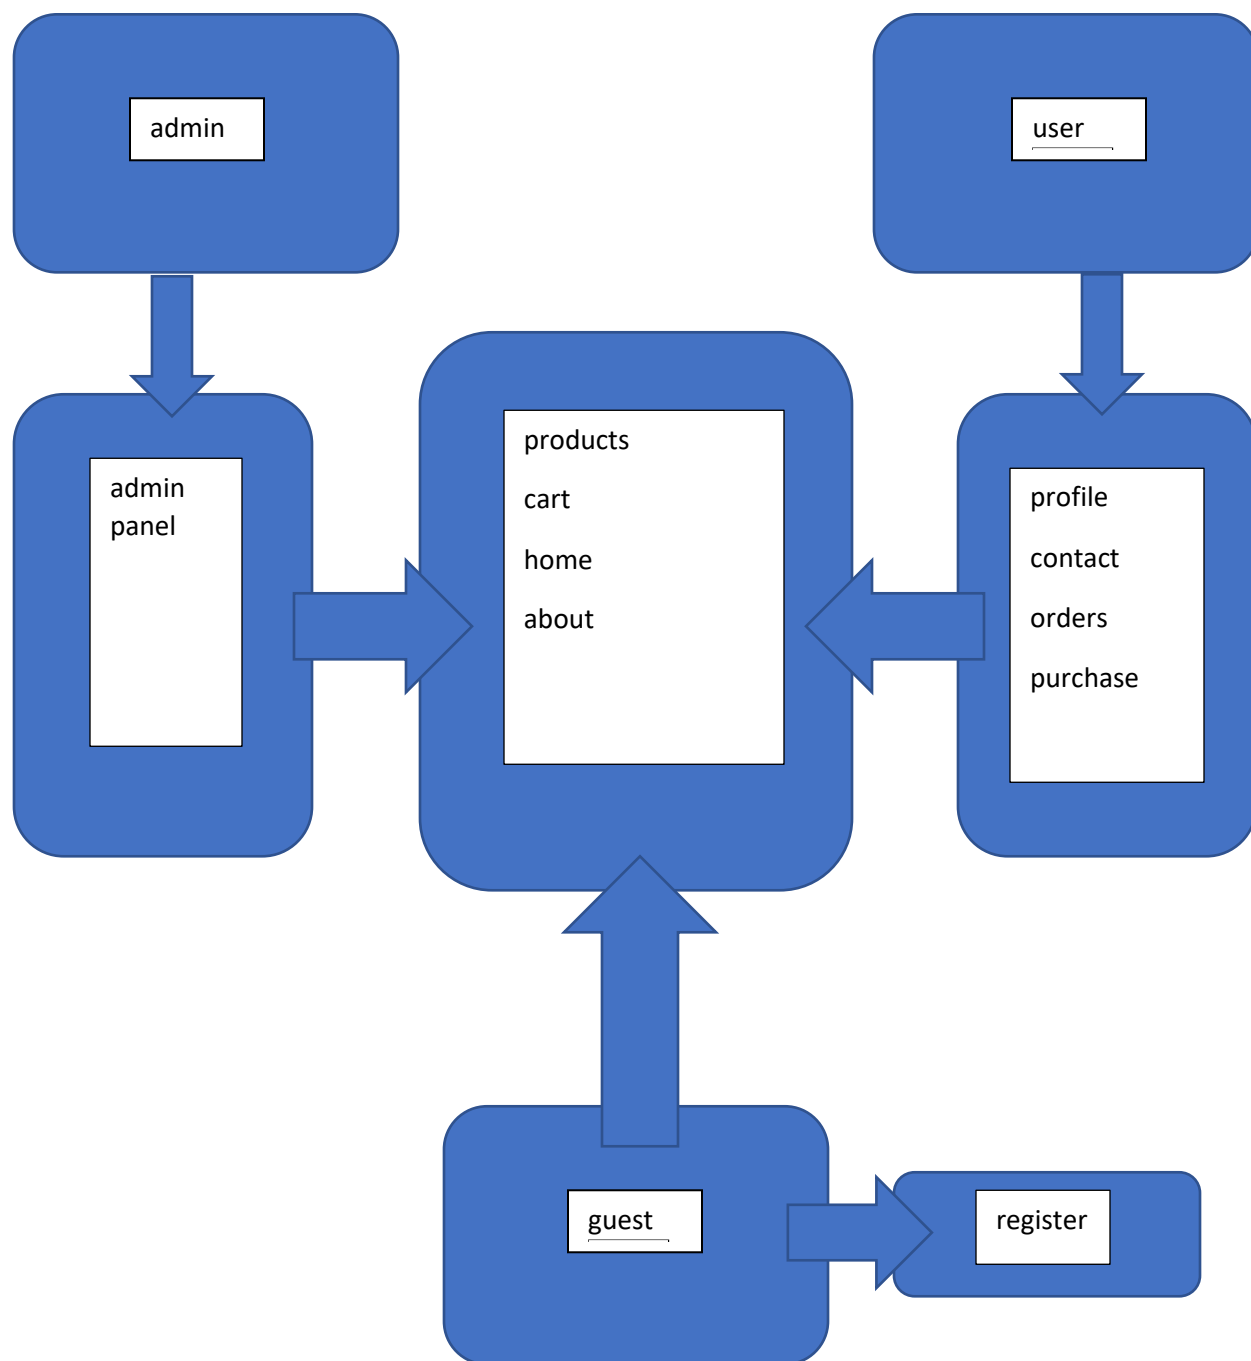 admin
user
admin
panel
products
cart
home
about
profile
contact
orders
purchase
guest
register